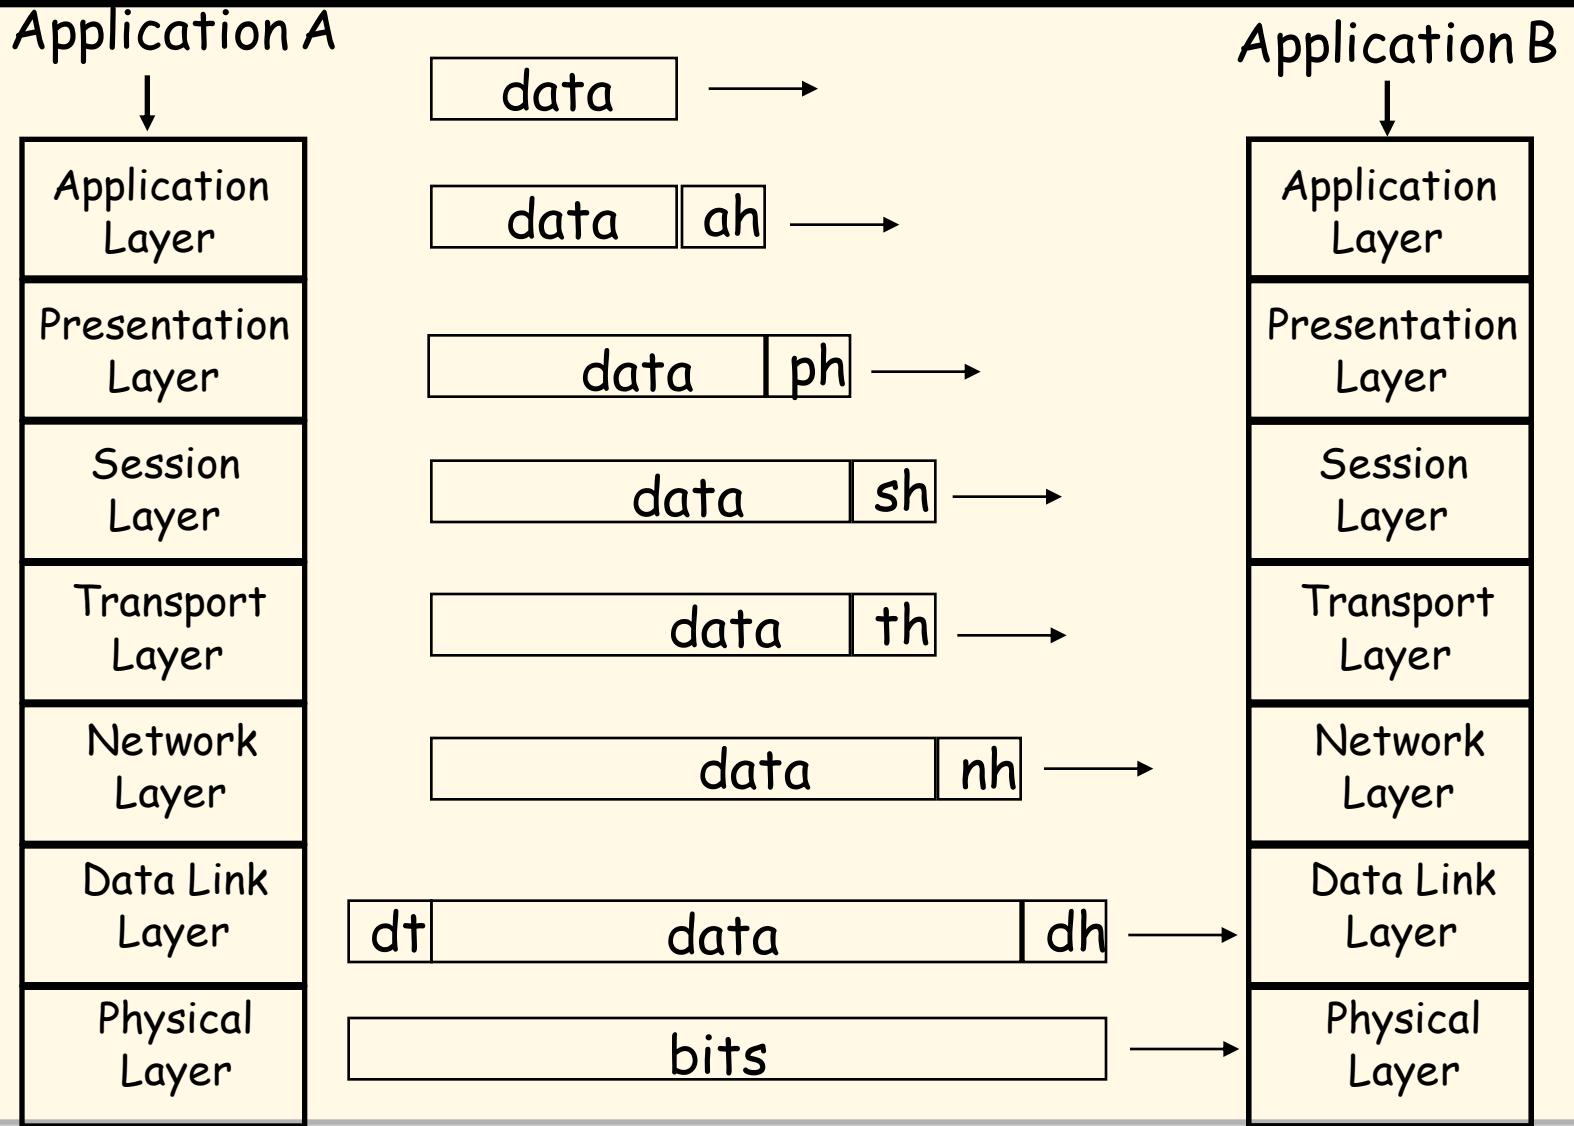 Application A
Application B
data
Application
Layer
data ah
Application
Layer
Presentation
Layer
data ph
Presentation
Layer
Session
Layer
data sh
Session
Layer
Transport
Layer
data th
Transport
Layer
Network
Layer
data nh
Network
Layer
Data Link
Layer
dt data dh
Data Link
Layer
Physical
Layer
bits
Physical
Layer